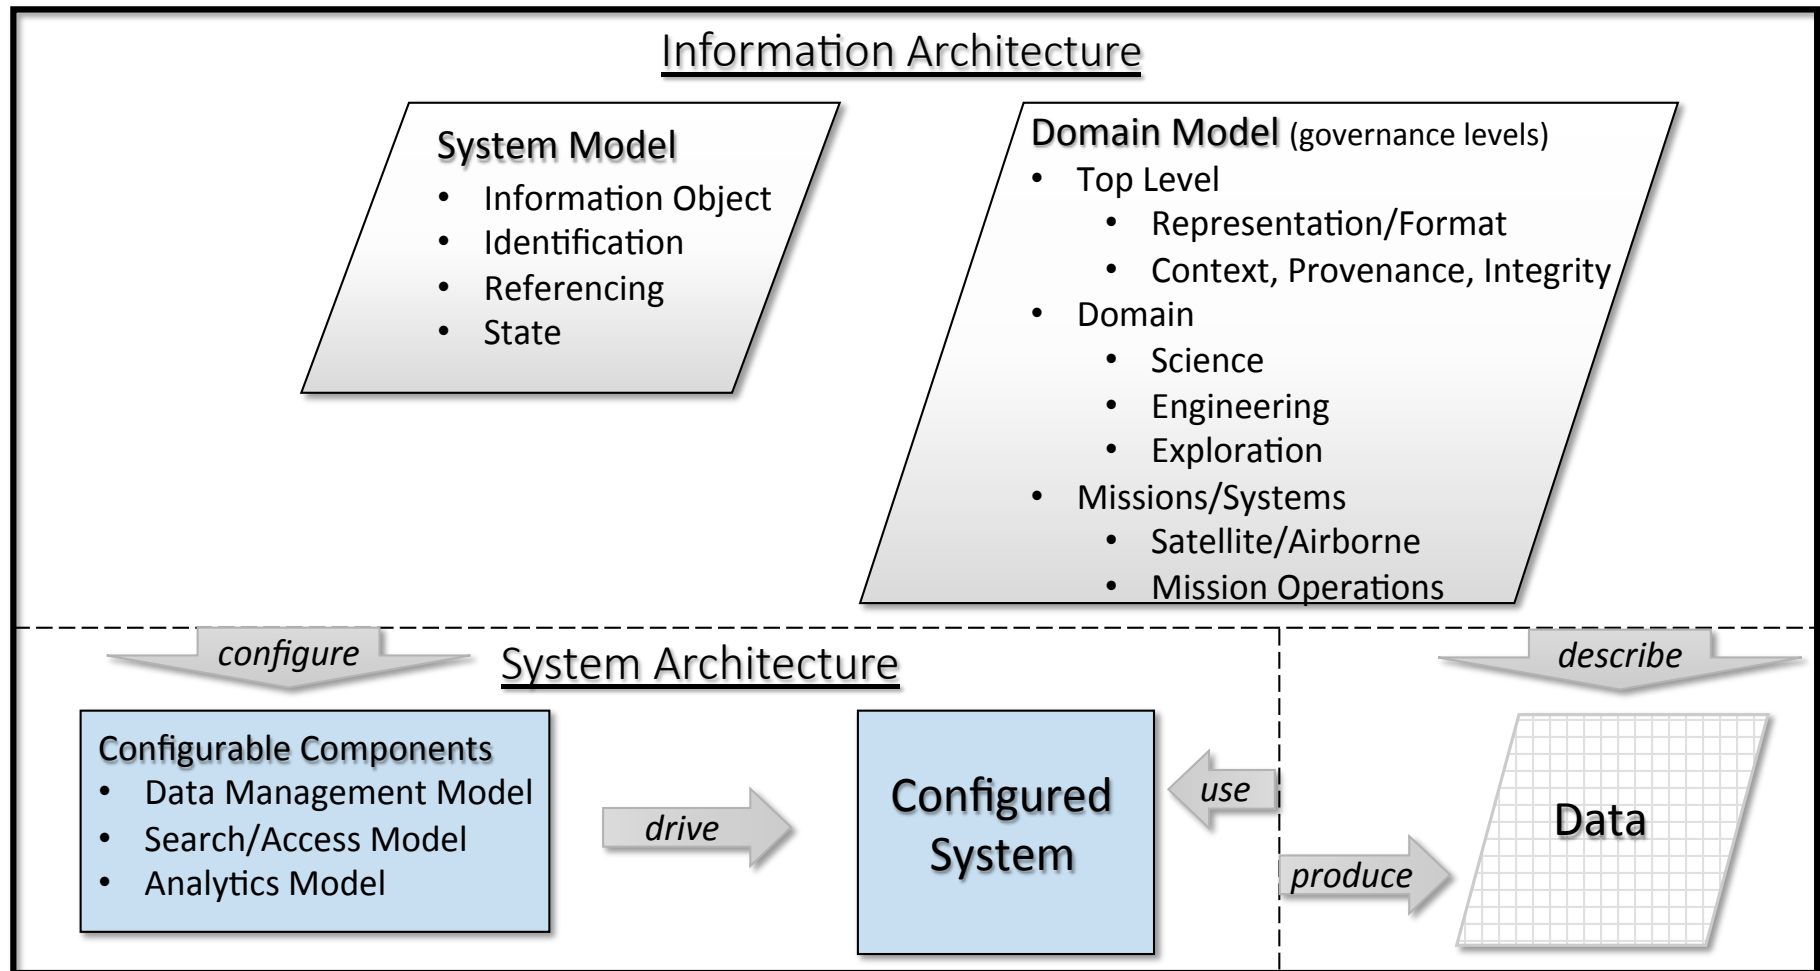 Information Architecture
System Model
• Information Object
• Identification
• Referencing
• State
Domain Model (governance levels)
• Top Level
• Representation/Format
• Context, Provenance, Integrity
• Domain
• Science
• Engineering
• Exploration
• Missions/Systems
• Satellite/Airborne
• Mission Operations
configure
System Architecture
describe
Configurable Components
• Data Management Model
• Search/Access Model
• Analytics Model
drive
Configured
System
use
produce
Data